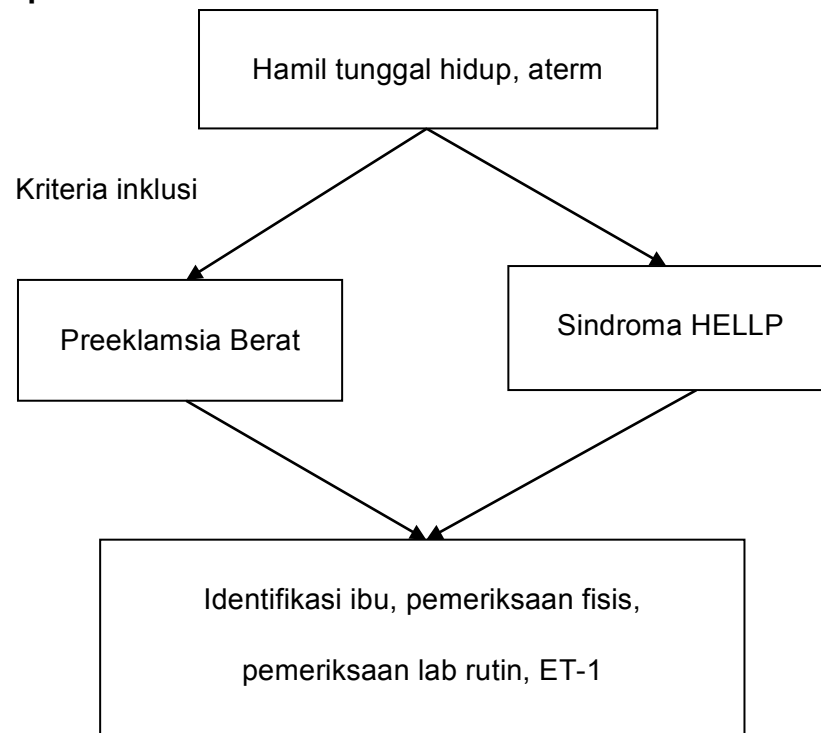 Hamil tunggal hidup, aterm
Kriteria inklusi
Preeklamsia Berat
Sindroma HELLP
Identifikasi ibu, pemeriksaan fisis,
pemeriksaan lab rutin, ET-1